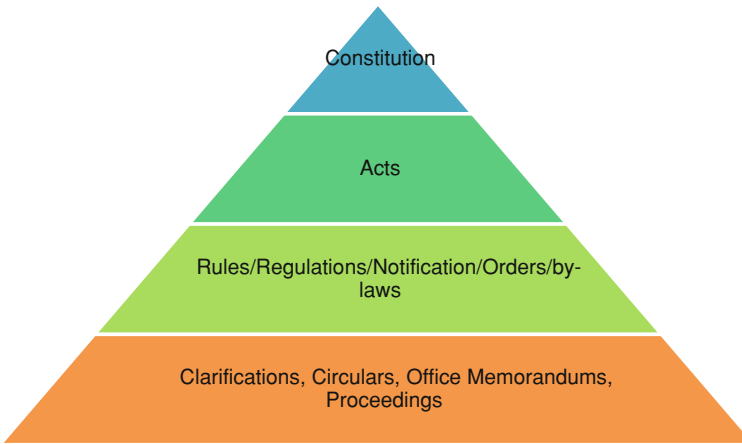 Constitution
Acts
Rules/Regulations/Notification/Orders/by-
laws
Clarifications, Circulars, Office Memorandums,
Proceedings